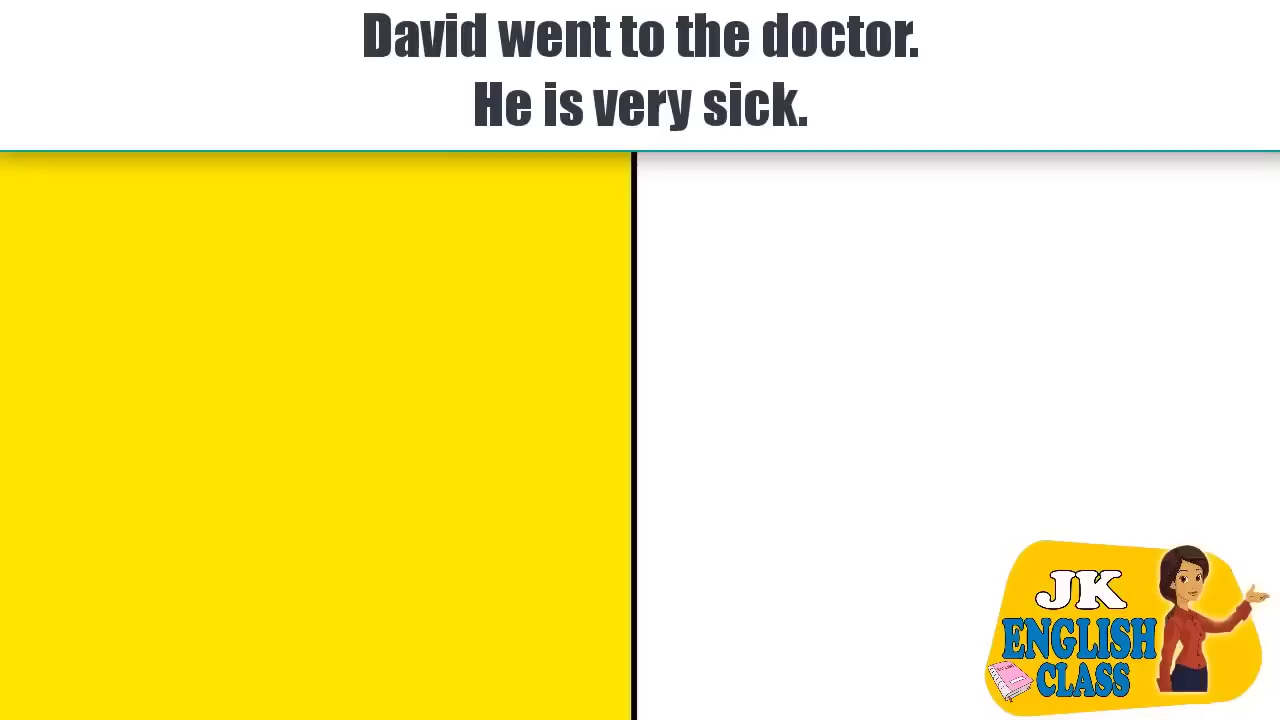 David went to the doctor.
He is very sick.
JK
ENGLISH
CLASS